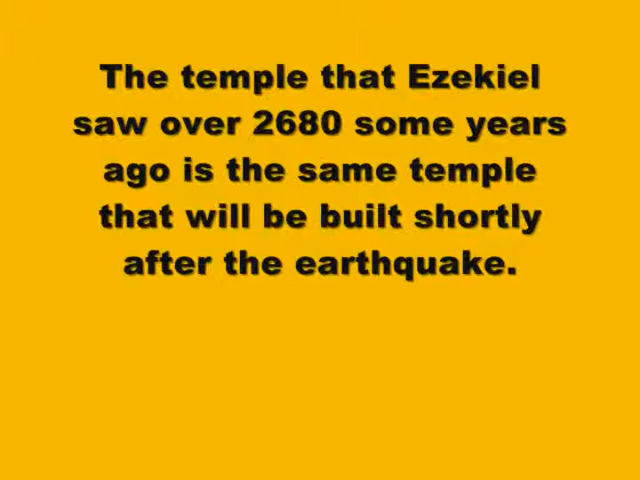 The temple that Ezekiel
saw over 2680 some years
ago is the same temple
that will be built shortly
after the earthquake.